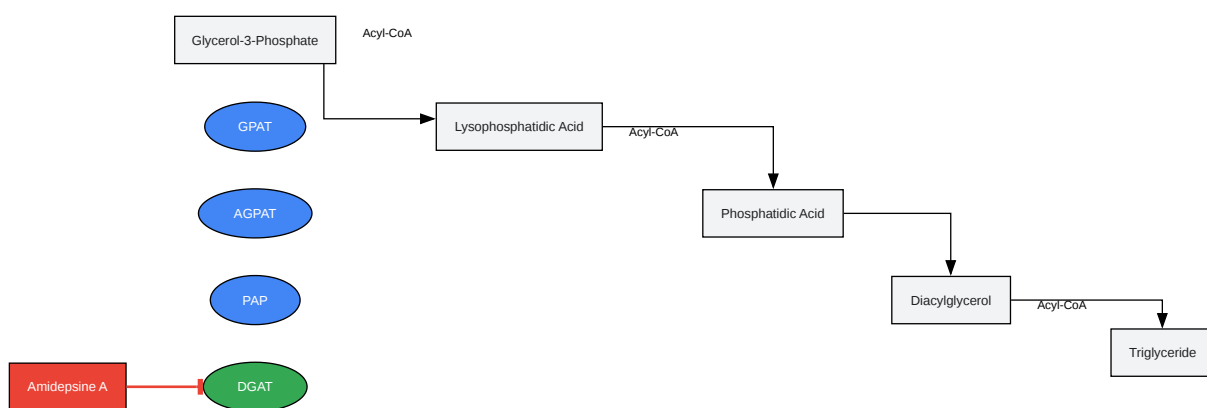 Glycerol-3-Phosphate
Acyl-CoA
GPAT
Lysophosphatidic Acid
Acyl-CoA
AGPAT
Phosphatidic Acid
PAP
Diacylglycerol
Acyl-CoA
Triglyceride
Amidepsine A
DGAT